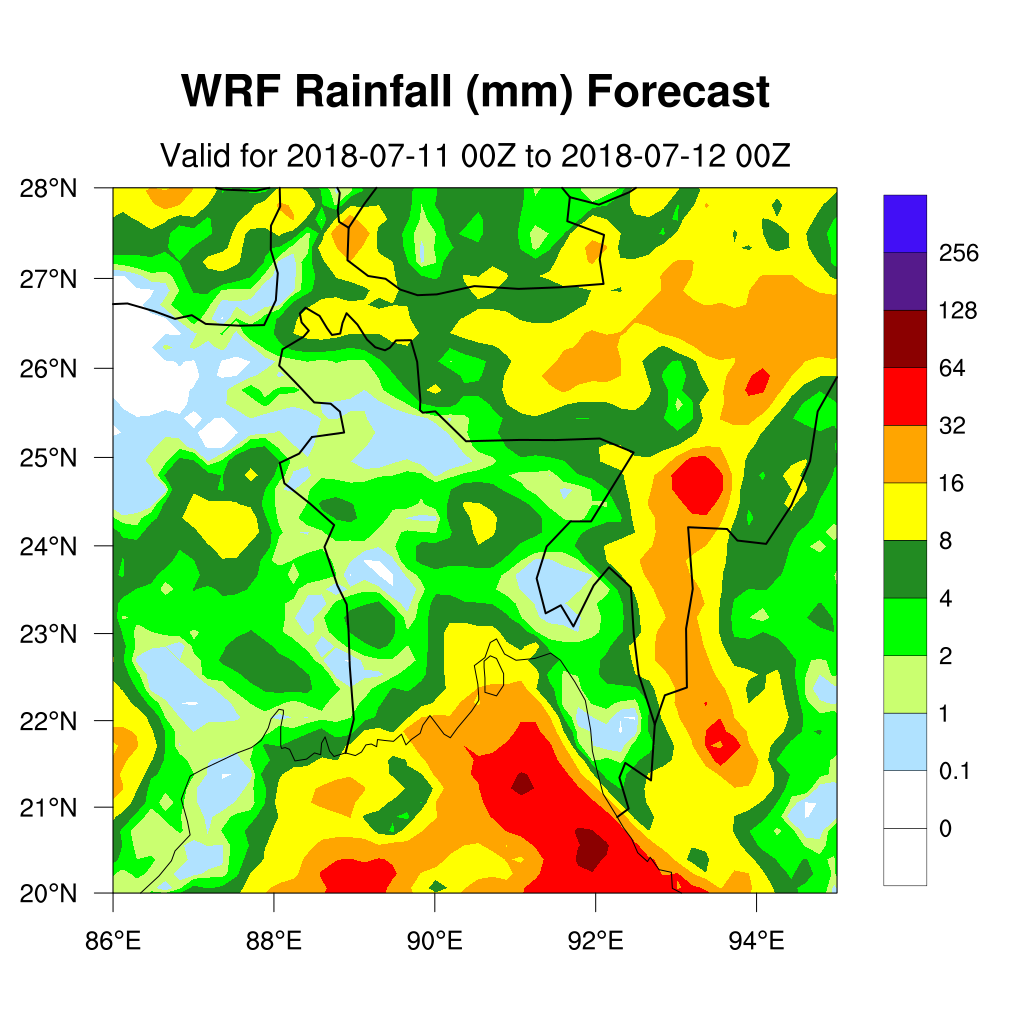 WRF Rainfall (mm) Forecast
Valid for 2018-07-11 00Z to 2018-07-12 00Z
28°N
27°N
26°N
25°N
24°N
23°N
22°N
21°N
20°N
86°E 88°E 90°E 92°E 94°E
256
128
64
32
16
8
4
2
1
0.1
0